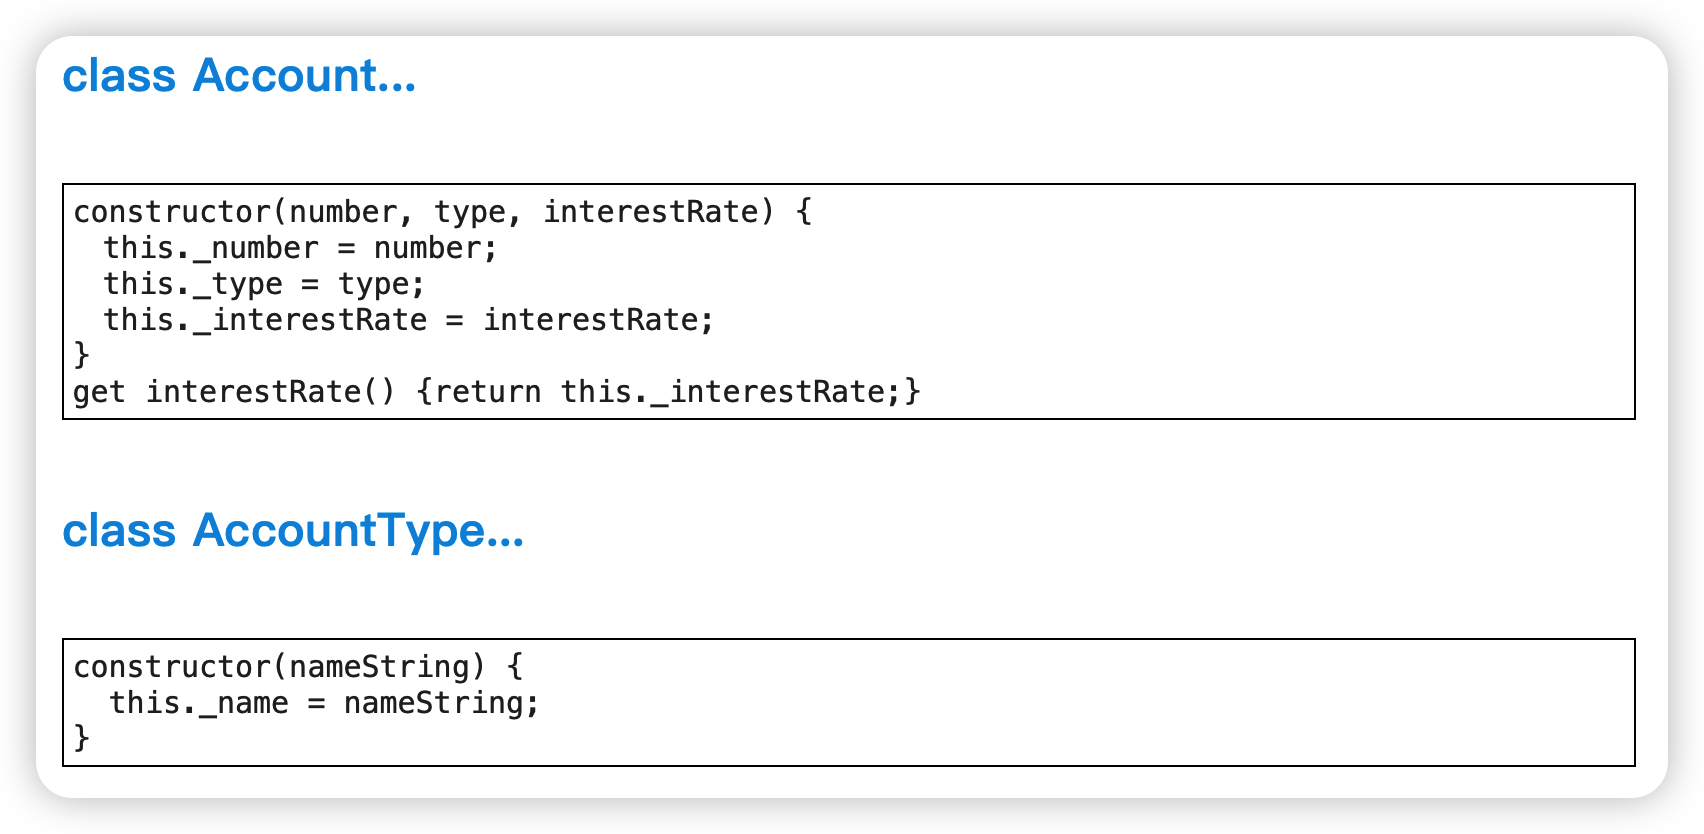 class Account...
constructor(number, type, interestRate) {
  this._number = number;
  this._type = type;
  this._interestRate = interestRate;
}
get interestRate() {return this._interestRate;}
class AccountType...
constructor(nameString) {
  this._name = nameString;
}